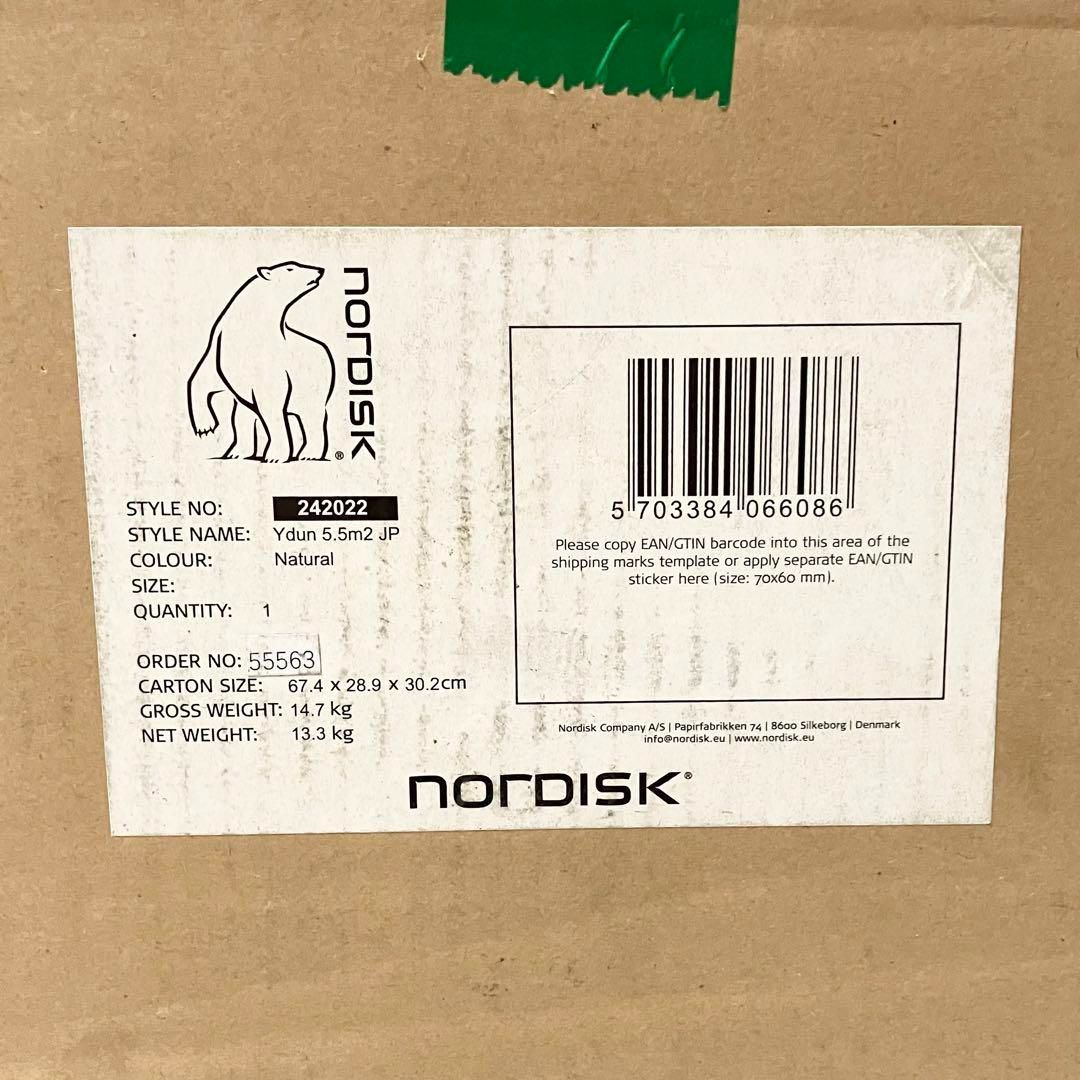 NORDISK®
STYLE NO: 242022
STYLE NAME: Ydun 5.5m2 JP
COLOUR: Natural
SIZE:
QUANTITY: 1
ORDER NO: 55563
CARTON SIZE: 67.4 x 28.9 x 30.2cm
GROSS WEIGHT: 14.7 kg
NET WEIGHT: 13.3 kg
5 703384 066086
Please copy EAN/GTIN barcode into this area of the
shipping marks template or apply separate EAN/GTIN
sticker here (size: 70x60 mm).
Nordisk Company A/S | Papirfabrikken 74 | 8600 Silkeborg | Denmark
info@nordisk.eu | www.nordisk.eu
NORDISK®